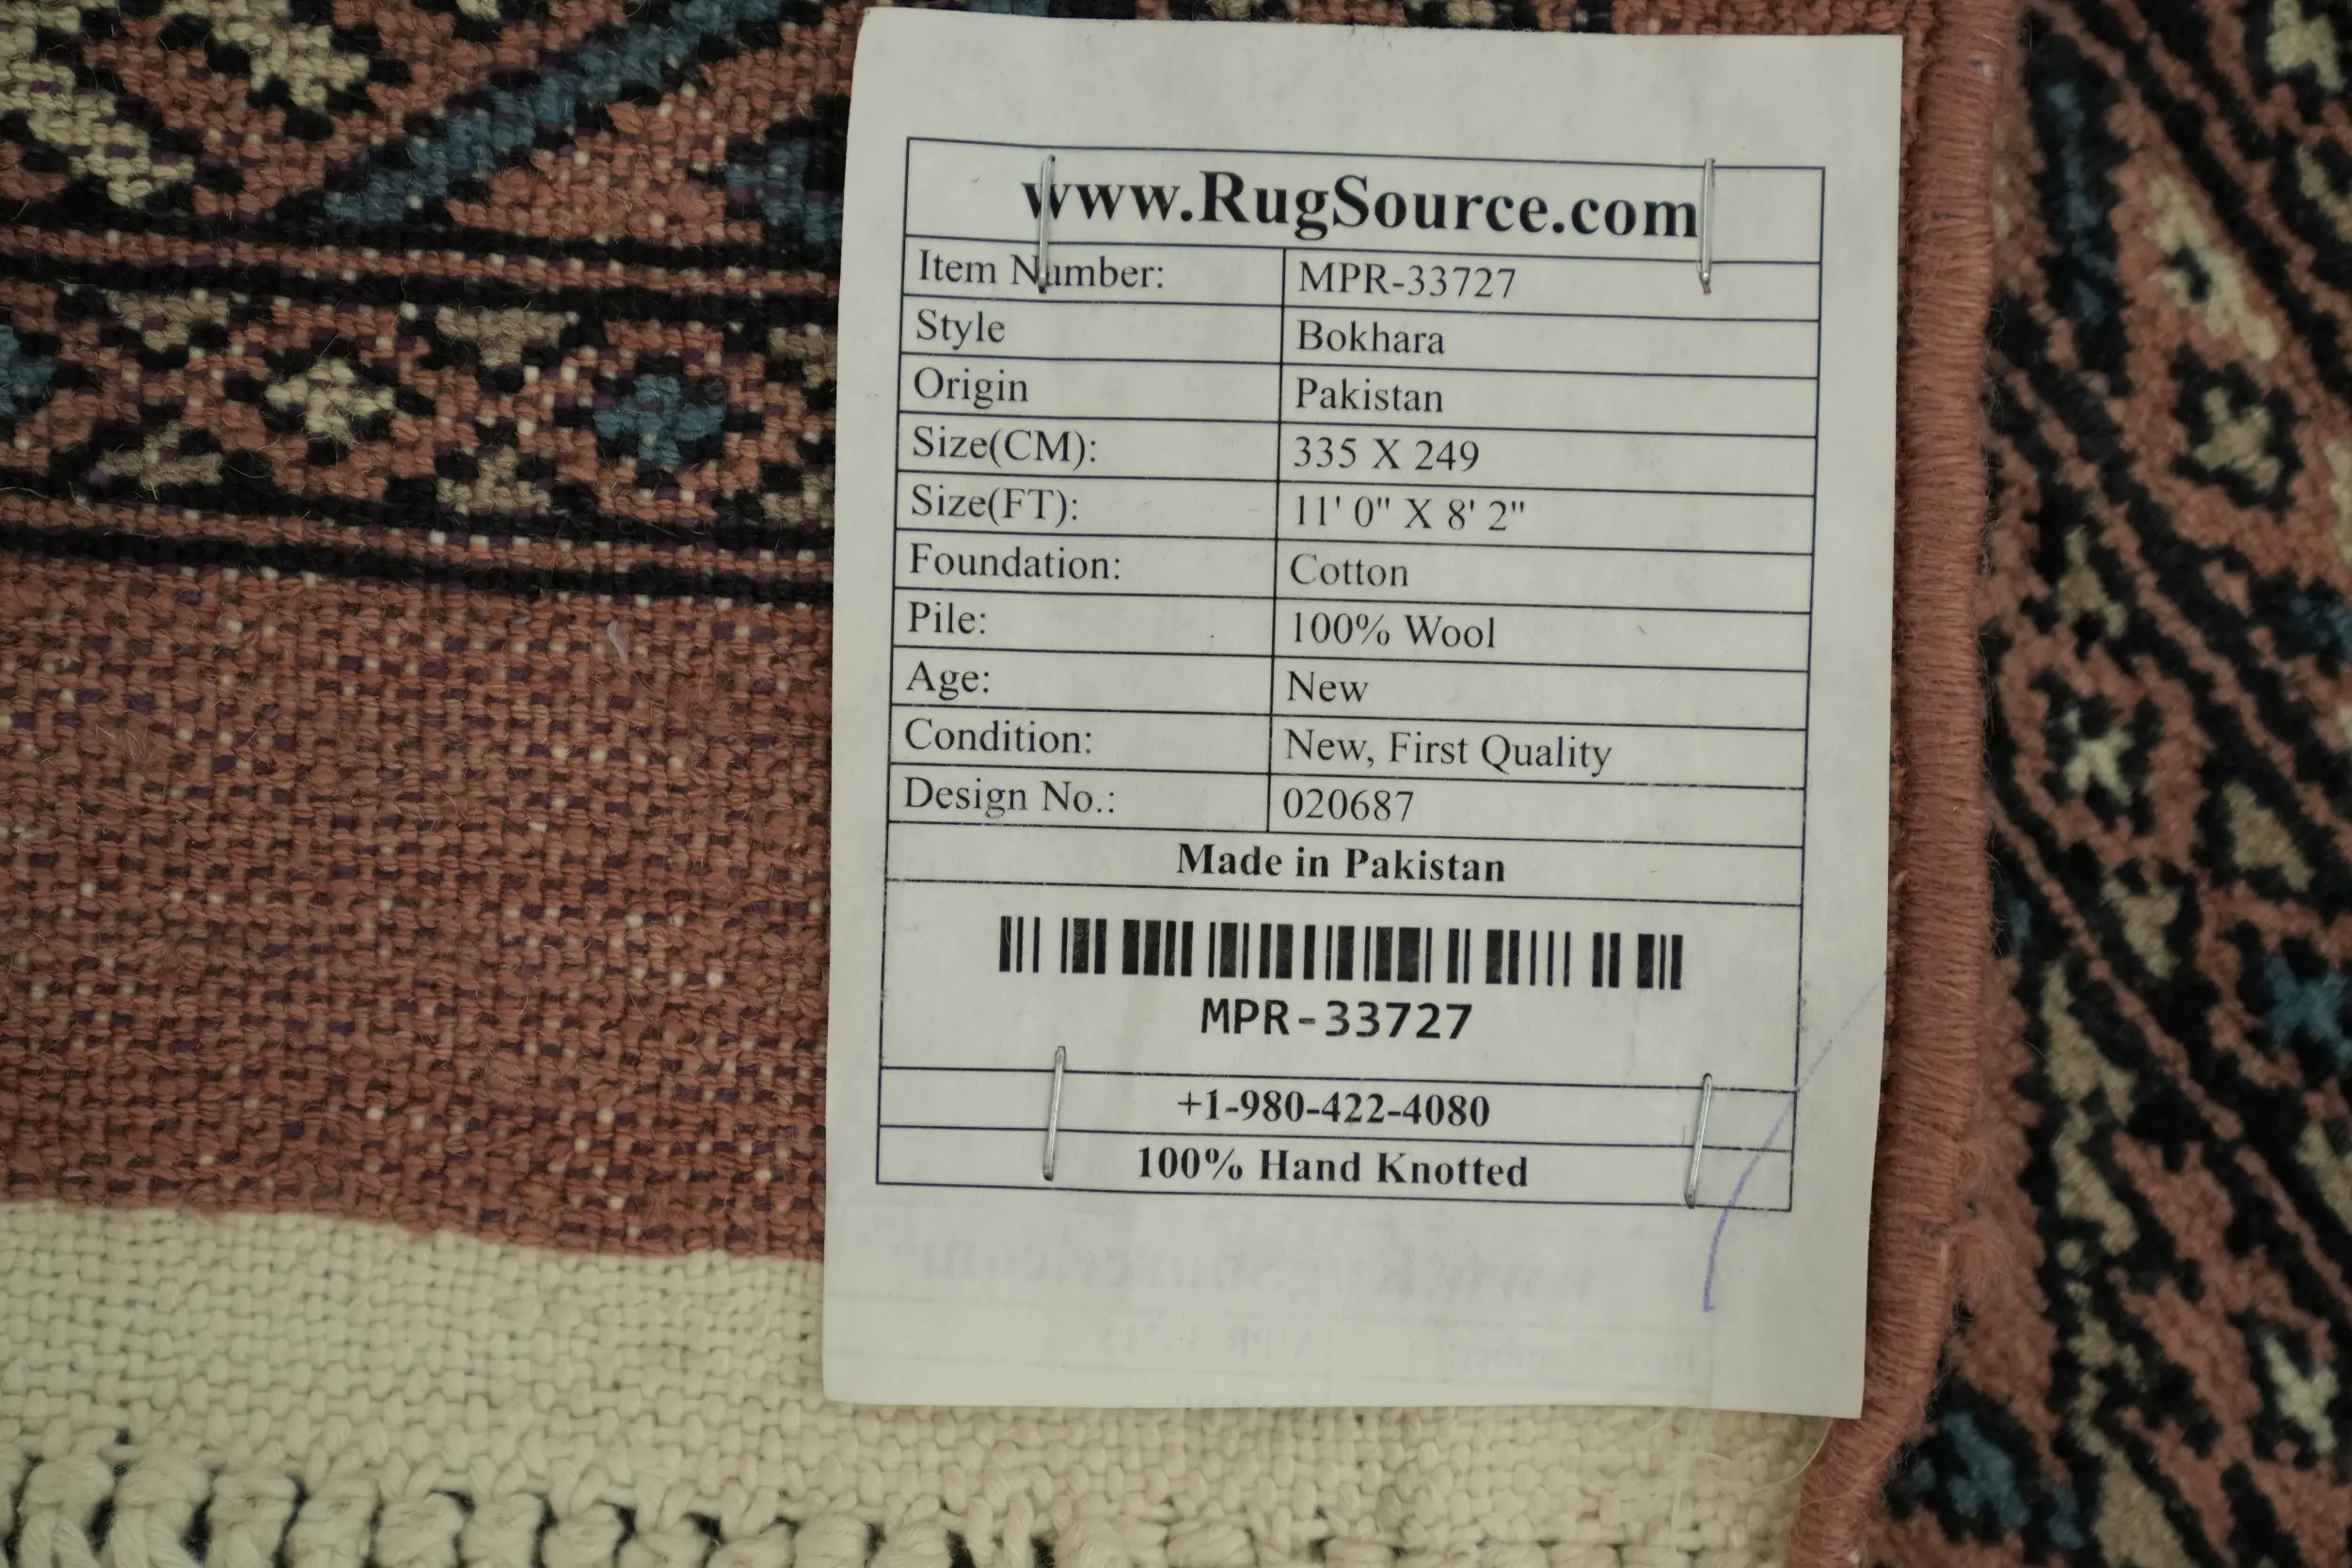 www.RugSource.com
Item Number: MPR-33727
Style Bokhara
Origin Pakistan
Size(CM): 335 X 249
Size(FT): 11' 0" X 8' 2"
Foundation: Cotton
Pile: 100% Wool
Age: New
Condition: New, First Quality
Design No.: 020687
Made in Pakistan
MPR-33727
+1-980-422-4080
100% Hand Knotted